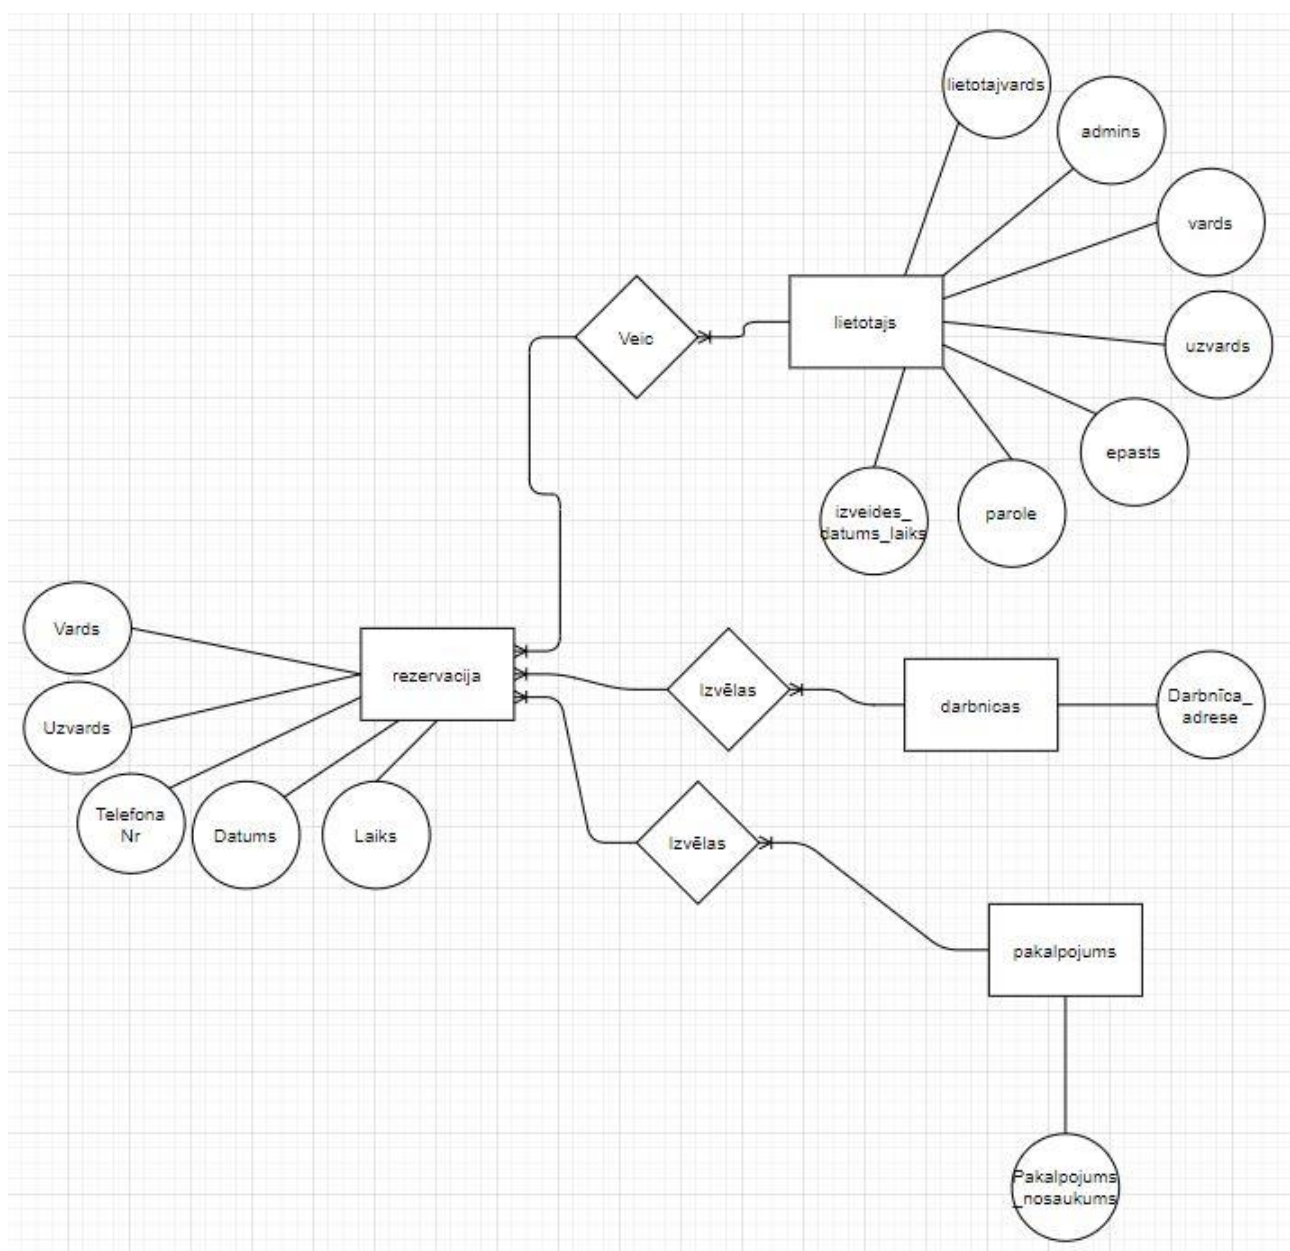 lietotajvards
admins
vards
lietotajs
Veic
uzvards
epasts
izveides_
datums_laiks
parole
Vards
rezervacija
Izvēlas
darbnicas
Darbnīca_
adrese
Uzvards
Telefona
Nr
Datums
Laiks
Izvēlas
pakalpojums
Pakalpojums
_nosaukums